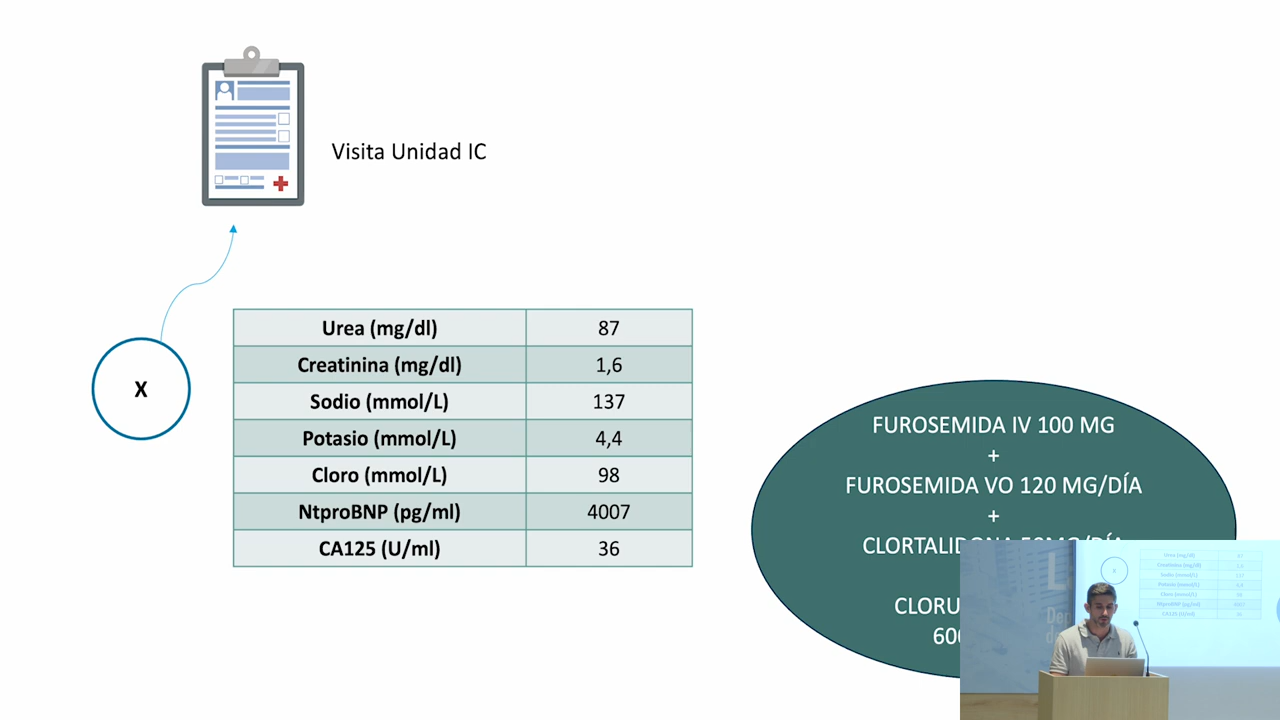 Visita Unidad IC
X
Urea (mg/dl) 87
Creatinina (mg/dl) 1,6
Sodio (mmol/L) 137
Potasio (mmol/L) 4,4
Cloro (mmol/L) 98
NtproBNP (pg/ml) 4007
CA125 (U/ml) 36
FUROSEMIDA IV 100 MG
+
FUROSEMIDA VO 120 MG/DÍA
+
CLORTALIDONA 50MG/DÍA
CLORU
600